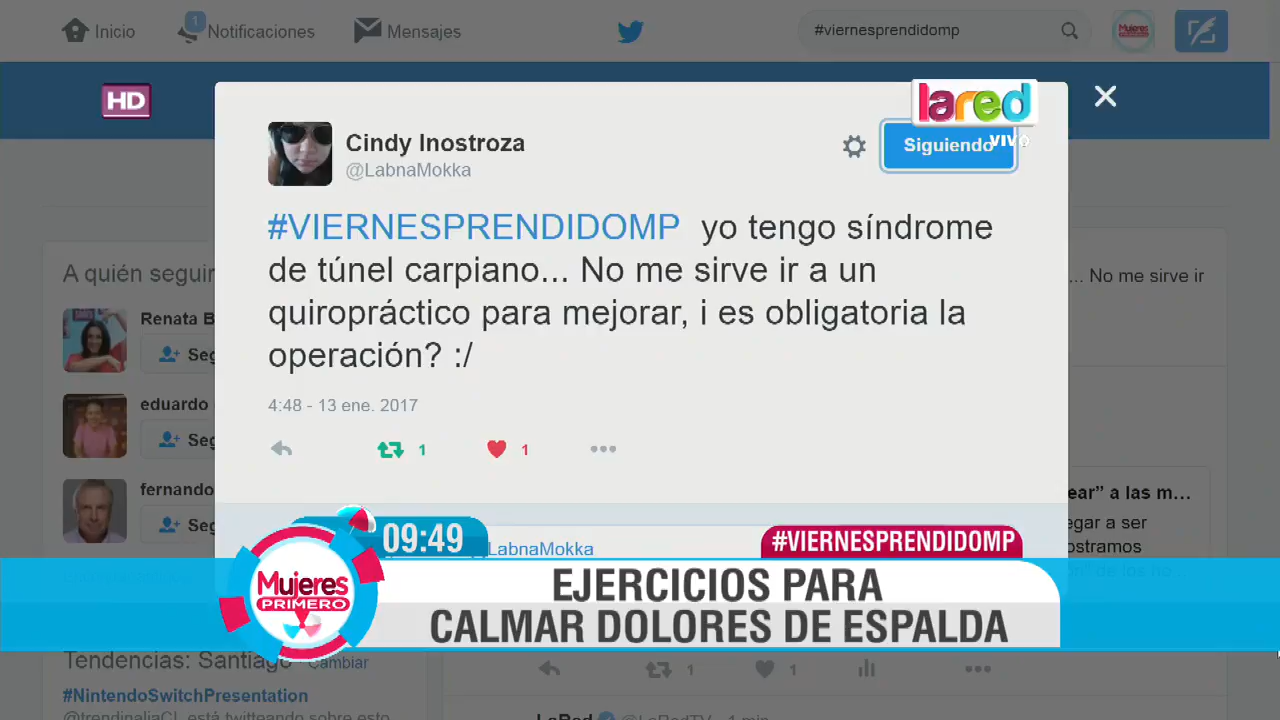 Inicio
1
Notificaciones
Mensajes
#viernesprendidomp
Mujeres
HD
lared
VIVO
Cindy Inostroza
@LabnaMokka
Siguiendo
#VIERNESPRENDIDOMP yo tengo síndrome
de túnel carpiano... No me sirve ir a un
quiropráctico para mejorar, i es obligatoria la
operación? :/
4:48 - 13 ene. 2017
1
1
A quién seguir
Renata B
Seg
eduardo
Seg
fernando
Seg
... No me sirve ir
ear” a las m...
egar a ser
ostramos
09:49
LabnaMokka
#VIERNESPRENDIDOMP
Mujeres
PRIMERO
EJERCICIOS PARA
CALMAR DOLORES DE ESPALDA
Tendencias: Santiago
Cambiar
1
1
#NintendoSwitchPresentation
@trendinaliaCL está twitteando sobre esto
LaRed
@LaRedTV - 1 min